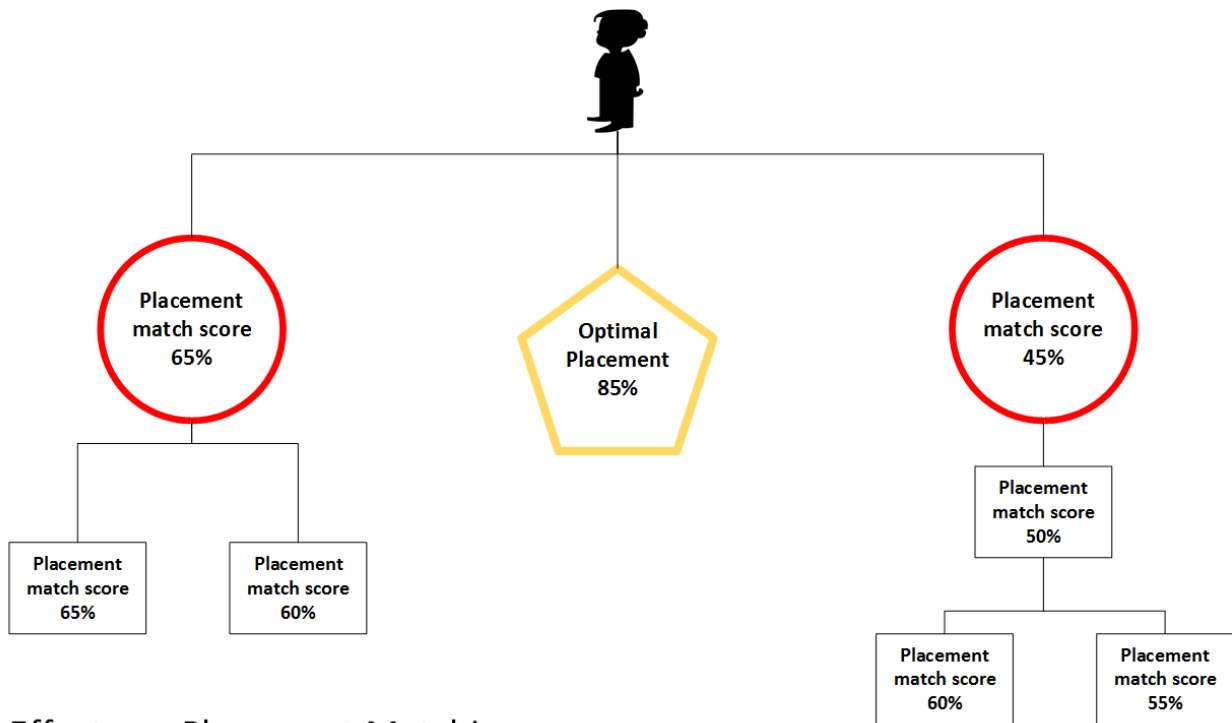 Placement
match score
65%
Optimal
Placement
85%
Placement
match score
45%
Placement
match score
50%
Placement
match score
65%
Placement
match score
60%
Placement
match score
60%
Placement
match score
55%